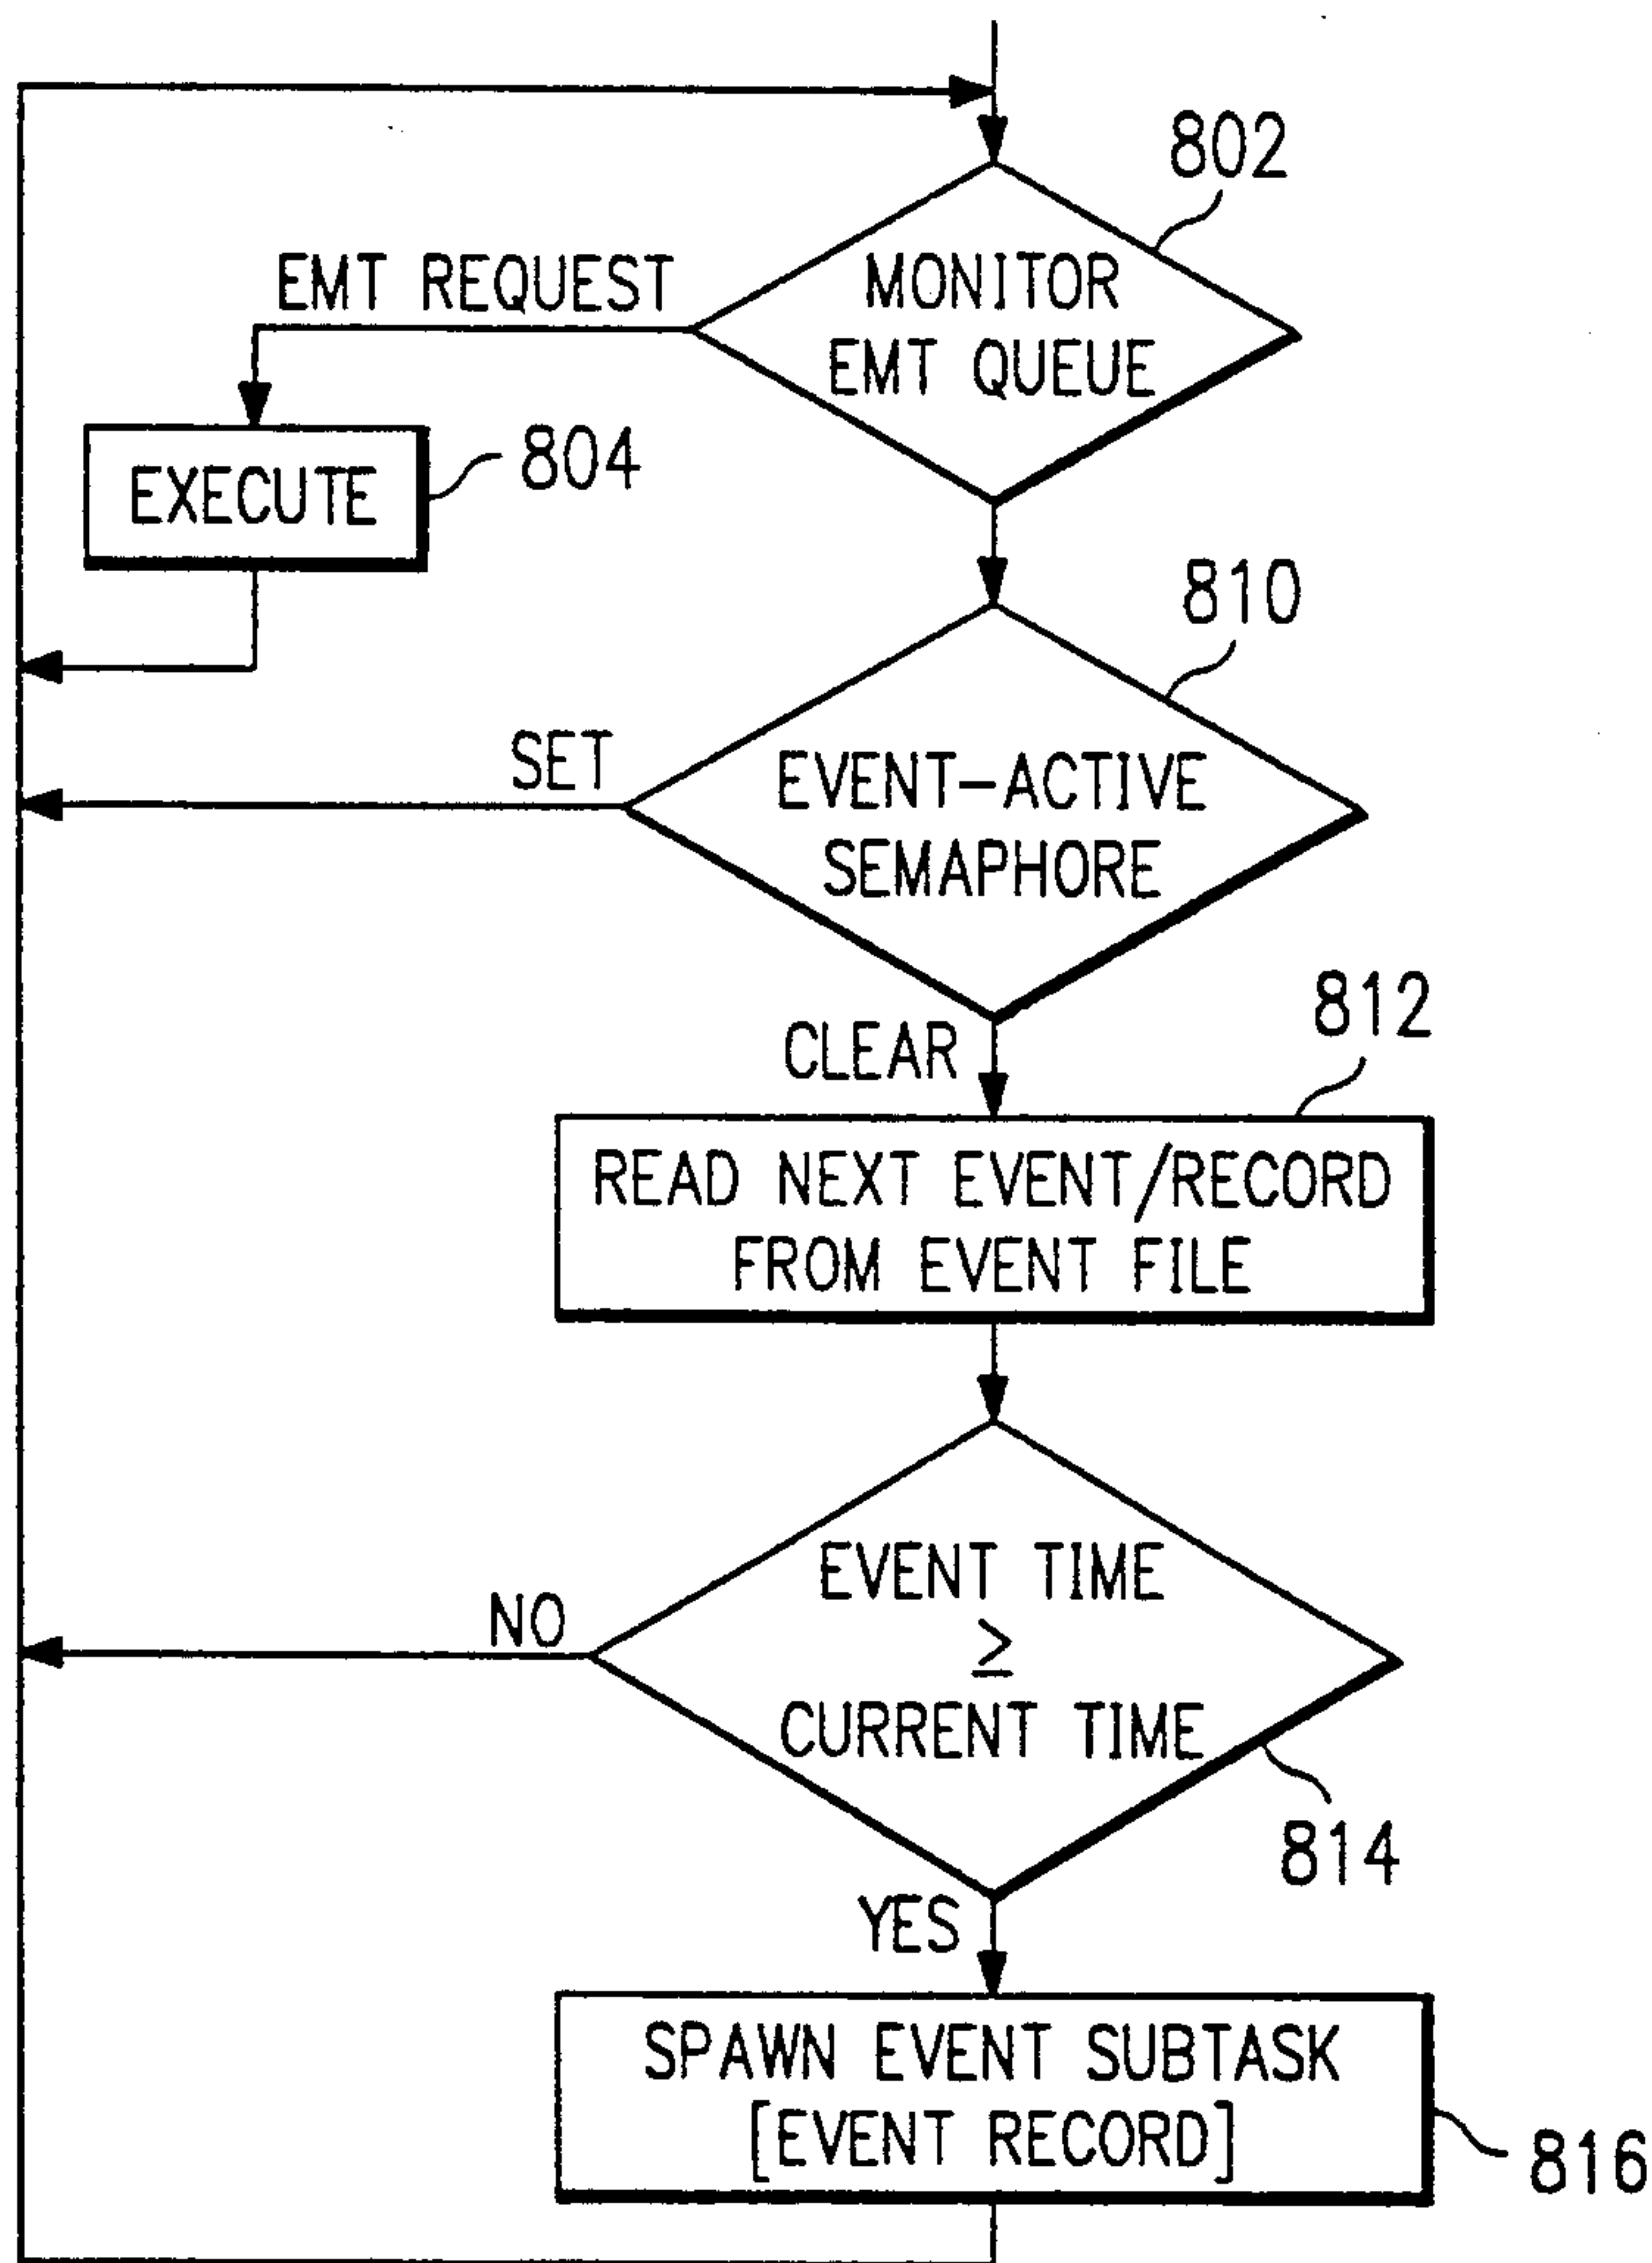 802
EMT REQUEST
MONITOR
EMT QUEUE
EXECUTE
804
810
SET
EVENT-ACTIVE
SEMAPHORE
CLEAR
812
READ NEXT EVENT/RECORD
FROM EVENT FILE
NO
EVENT TIME
≥
CURRENT TIME
814
YES
SPAWN EVENT SUBTASK
[EVENT RECORD]
816